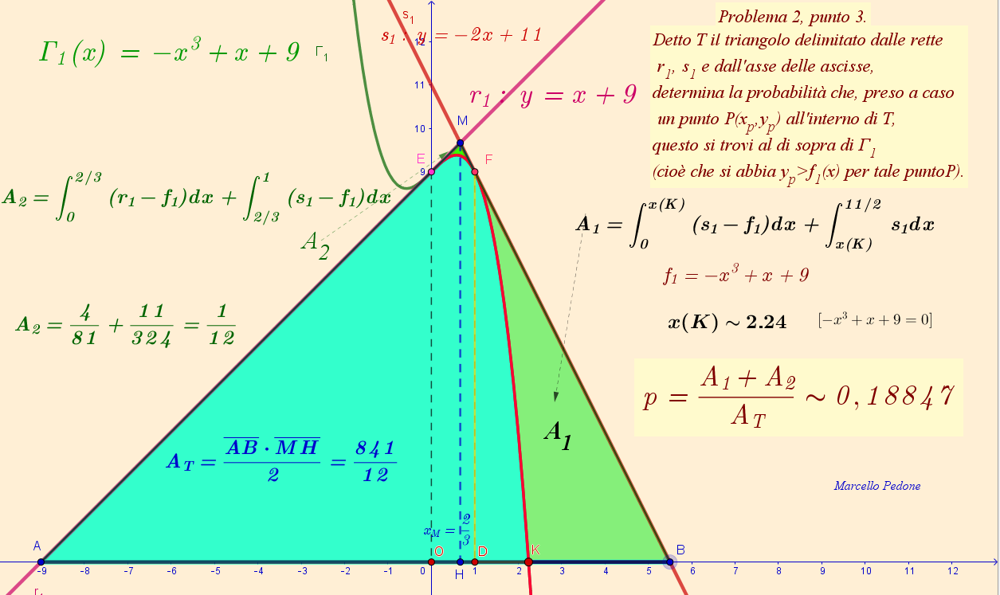 Problema 2, punto 3.
Detto T il triangolo delimitato dalle rette
r₁, s₁ e dall'asse delle ascisse,
determina la probabilità che, preso a caso
un punto P(xₚ,yₚ) all'interno di T,
questo si trovi al di sopra di Γ₁
(cioè che si abbia yₚ>f₁(x) per tale puntoP).
Γ₁(x) = −x³ + x + 9
Γ₁
s₁
s₁ : y = −2x + 11
r₁ : y = x + 9
A₂ = ∫₀^{2/3} (r₁ − f₁)dx + ∫_{2/3}^{1} (s₁ − f₁)dx
A₂
A₂ = 4/81 + 11/324 = 1/12
A₁ = ∫₀^{x(K)} (s₁ − f₁)dx + ∫_{x(K)}^{11/2} s₁dx
f₁ = −x³ + x + 9
x(K) ∼ 2.24 [−x³ + x + 9 = 0]
p = (A₁ + A₂)/A_T ∼ 0,18847
A₁
A_T = (AB · MH)/2 = 841/12
Marcello Pedone
x_M = 2/3
M
E
F
A
O
D
K
B
H
r₁
12
11
10
9
-9 -8 -7 -6 -5 -4 -3 -2 -1 0 1 2 3 4 5 6 7 8 9 10 11 12